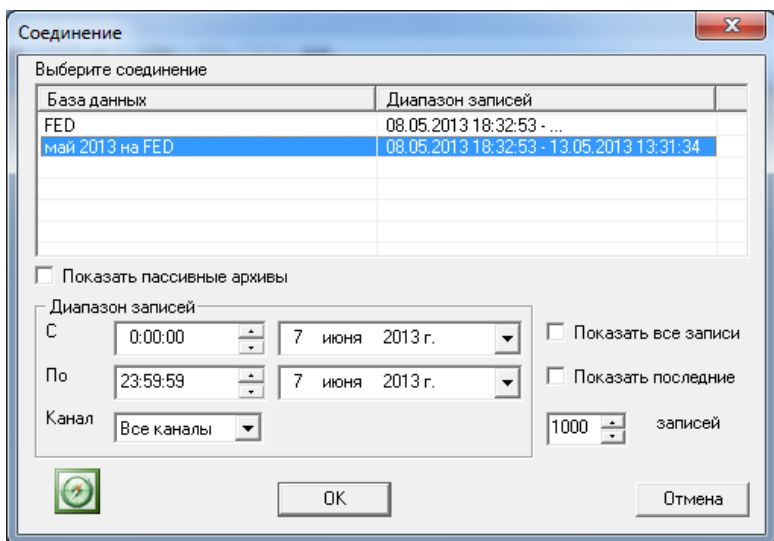 Соединение
Выберите соединение
База данных Диапазон записей
FED 08.05.2013 18:32:53 - ...
май 2013 на FED 08.05.2013 18:32:53 - 13.05.2013 13:31:34
Показать пассивные архивы
Диапазон записей
С 0:00:00 7 июня 2013 г. Показать все записи
По 23:59:59 7 июня 2013 г. Показать последние
Канал Все каналы 1000 записей
OK Отмена